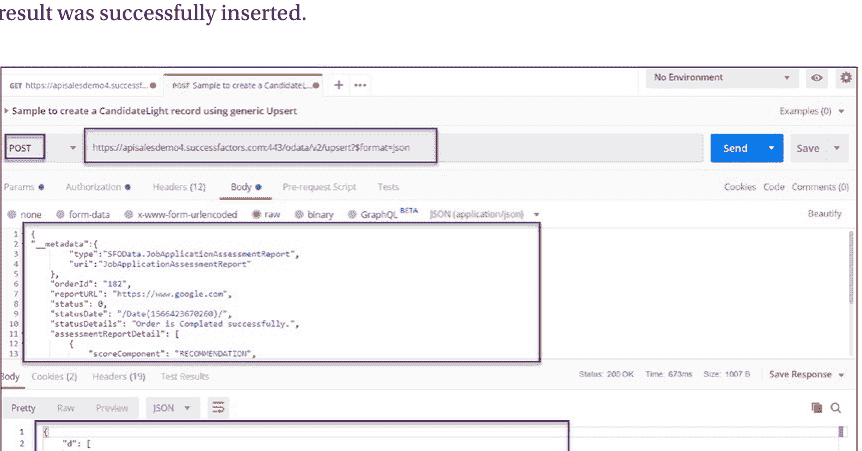 result was successfully inserted.
GET https://apisalesdemo4.successf...
POST Sample to create a CandidateL...
+
No Environment
Sample to create a CandidateLight record using generic Upsert
Examples (0)
POST
https://apisalesdemo4.successfactors.com:443/odata/v2/upsert?$format=json
Send
Save
Params
Authorization
Headers (12)
Body
Pre-request Script
Tests
Cookies Code Comments (0)
none
form-data
x-www-form-urlencoded
raw
binary
GraphQL BETA
JSON (application/json)
Beautify
1 {
2 "__metadata":{
3 "type":"SFOData.JobApplicationAssessmentReport",
4 "uri":"JobApplicationAssessmentReport"
5 },
6 "orderId": "182",
7 "reportURL": "https://www.google.com",
8 "status": 0,
9 "statusDate": "/Date(1566423670260)/",
10 "statusDetails": "Order is Completed successfully.",
11 "assessmentReportDetail": [
12 {
13 "scoreComponent": "RECOMMENDATION",
Body
Cookies (2)
Headers (19)
Test Results
Status: 200 OK Time: 673ms Size: 1007 B
Save Response
Pretty
Raw
Preview
JSON
1 {
2 "d": [